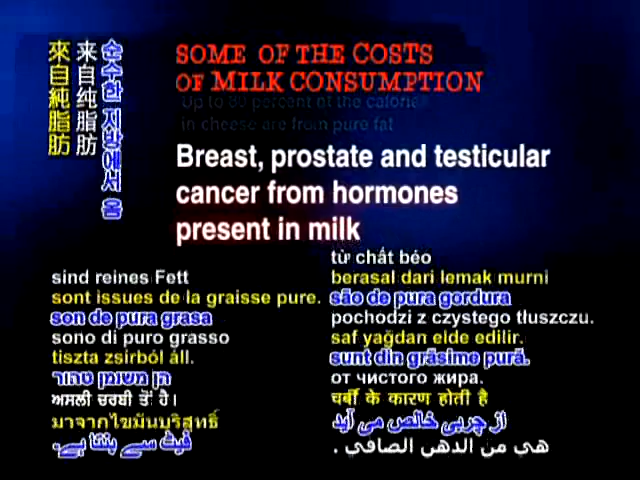 來自純脂肪
来自纯脂肪
순수한 지방에서 옴
SOME OF THE COSTS
OF MILK CONSUMPTION
Up to 80 percent of the calories
in cheese are from pure fat
Breast, prostate and testicular
cancer from hormones
present in milk
sind reines Fett
sont issues de la graisse pure.
son de pura grasa
sono di puro grasso
tiszta zsírból áll.
הן משומן טהור
ਅਸਲੀ ਚਰਬੀ ਤੋਂ ਹੈ।
มาจากไขมันบริสุทธิ์
فیٹ سے بنتا ہے.
từ chất béo
berasal dari lemak murni
são de pura gordura
pochodzi z czystego tłuszczu.
saf yağdan elde edilir.
sunt din grăsime pură.
от чистого жира.
चर्बी के कारण होती है
از چربی خالص می آید
هي من الدهن الصافي .